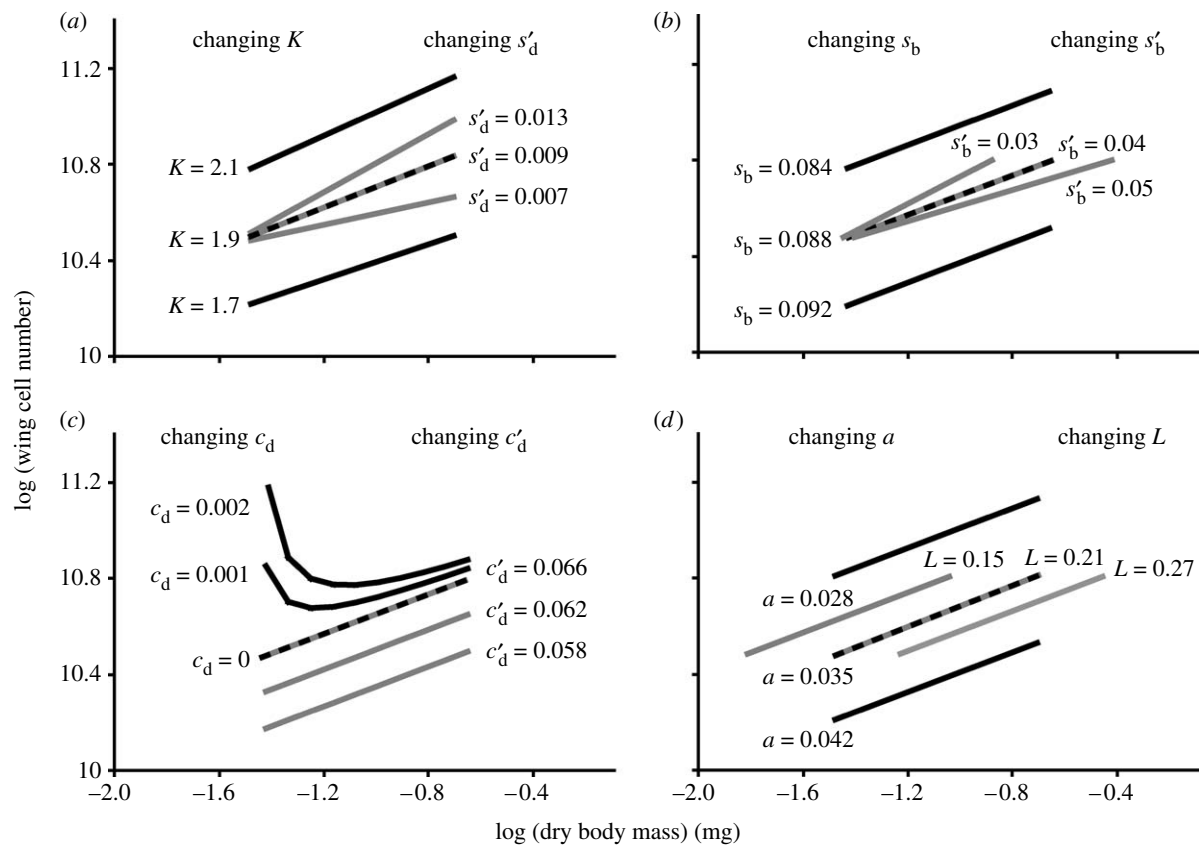 (a)
changing K
changing s′d
11.2
10.8
10.4
10
K = 2.1
K = 1.9
K = 1.7
s′d = 0.013
s′d = 0.009
s′d = 0.007
(b)
changing sb
changing s′b
sb = 0.084
sb = 0.088
sb = 0.092
s′b = 0.03
s′b = 0.04
s′b = 0.05
log (wing cell number)
(c)
changing cd
changing c′d
11.2
10.8
10.4
10
cd = 0.002
cd = 0.001
cd = 0
c′d = 0.066
c′d = 0.062
c′d = 0.058
–2.0 –1.6 –1.2 –0.8 –0.4
(d)
changing a
changing L
a = 0.028
a = 0.035
a = 0.042
L = 0.15
L = 0.21
L = 0.27
–2.0 –1.6 –1.2 –0.8 –0.4
log (dry body mass) (mg)